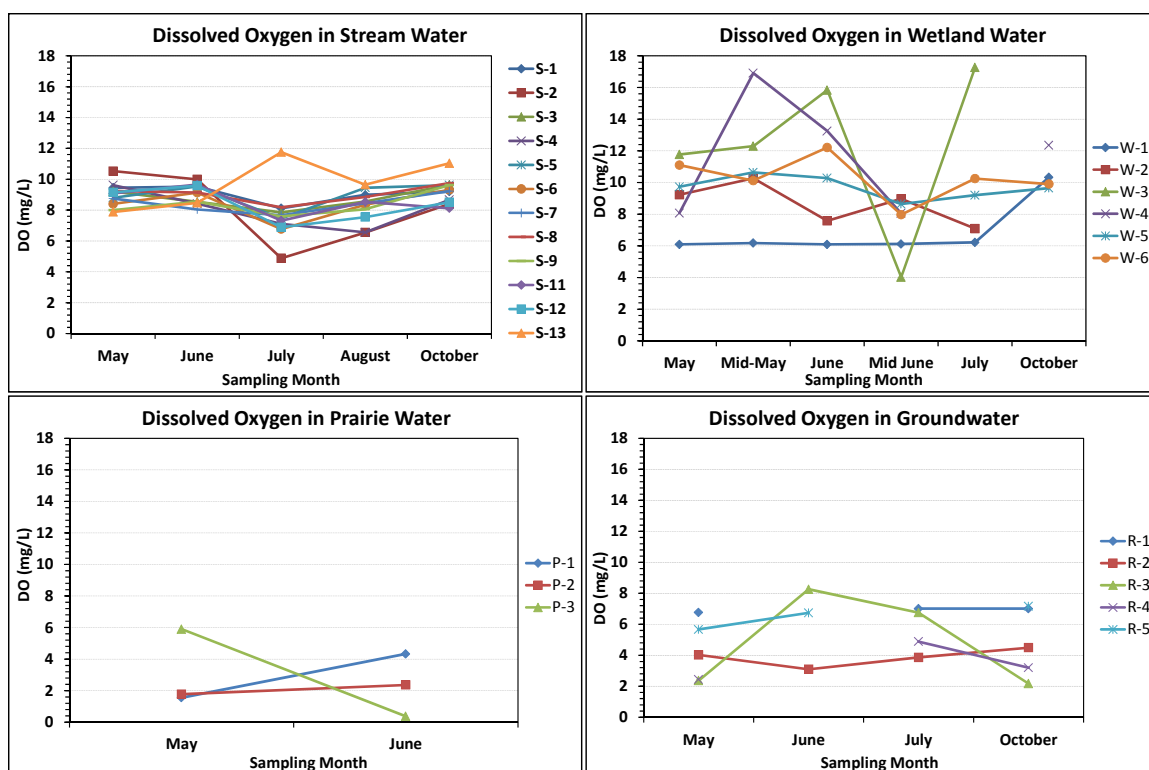 Dissolved Oxygen in Stream Water
18
16
14
12
10
8
6
4
2
0
DO (mg/L)
May June July August October
Sampling Month
S-1
S-2
S-3
S-4
S-5
S-6
S-7
S-8
S-9
S-11
S-12
S-13
Dissolved Oxygen in Wetland Water
18
16
14
12
10
8
6
4
2
0
DO (mg/L)
May Mid-May June Mid June July October
Sampling Month
W-1
W-2
W-3
W-4
W-5
W-6
Dissolved Oxygen in Prairie Water
18
16
14
12
10
8
6
4
2
0
DO (mg/L)
May June
Sampling Month
P-1
P-2
P-3
Dissolved Oxygen in Groundwater
18
16
14
12
10
8
6
4
2
0
DO (mg/L)
May June July October
Sampling Month
R-1
R-2
R-3
R-4
R-5